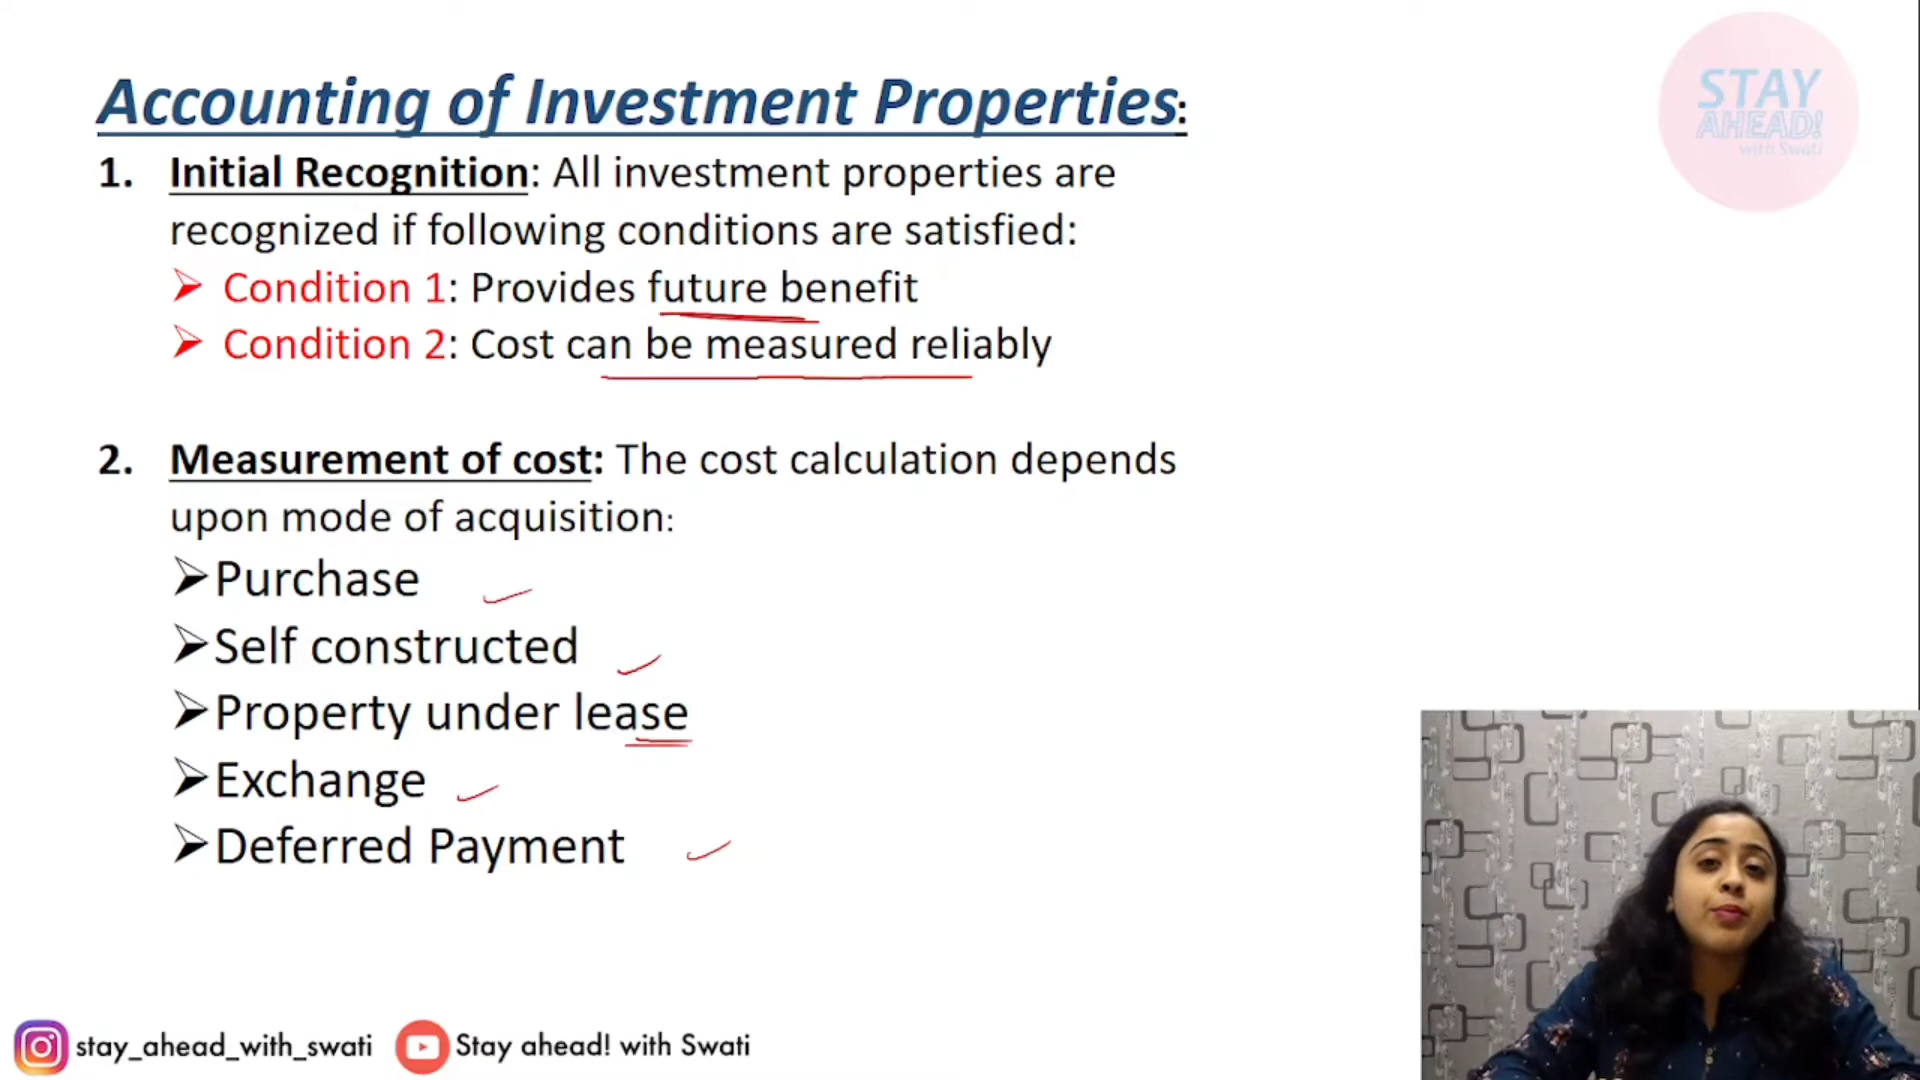 Accounting of Investment Properties:
1. Initial Recognition: All investment properties are
recognized if following conditions are satisfied:
➢ Condition 1: Provides future benefit
➢ Condition 2: Cost can be measured reliably
2. Measurement of cost: The cost calculation depends
upon mode of acquisition:
➢Purchase
➢Self constructed
➢Property under lease
➢Exchange
➢Deferred Payment
STAY
AHEAD!
with Swati
stay_ahead_with_swati
Stay ahead! with Swati